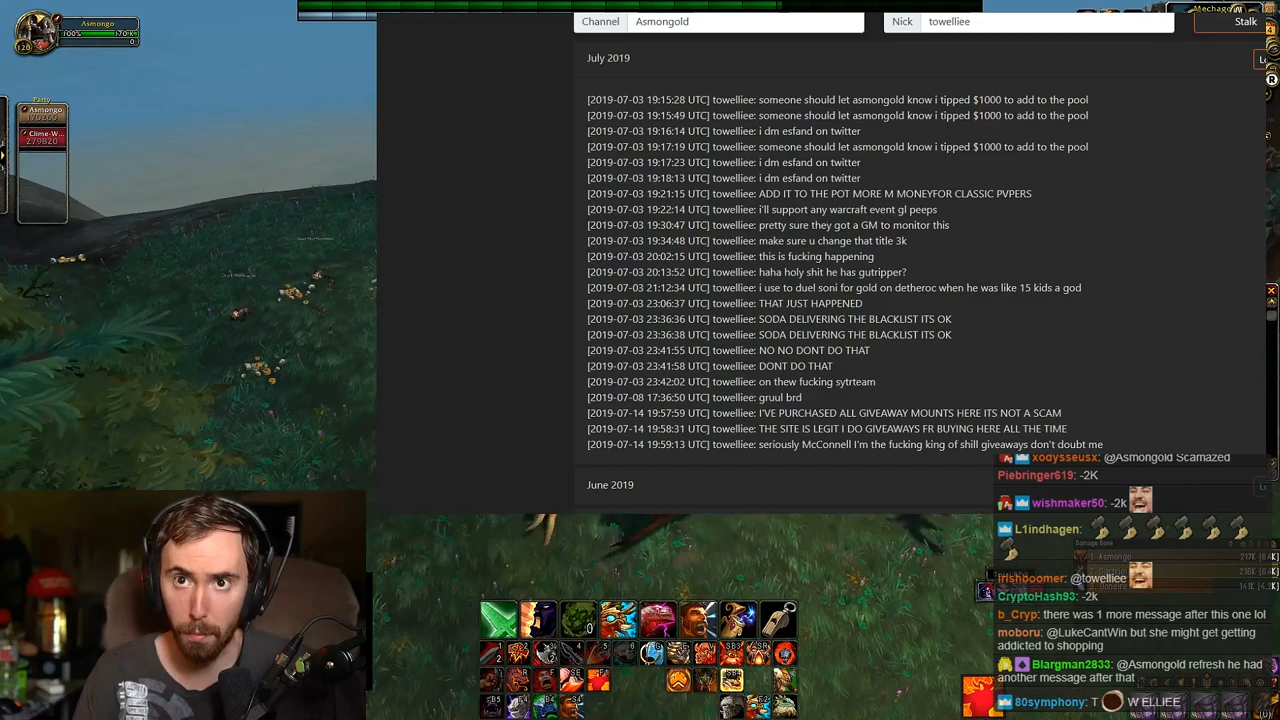 Asmongo
100% 170 K
120 0
Mechago
Channel Asmongold Nick towelliee Stalk
July 2019
[2019-07-03 19:15:28 UTC] towelliee: someone should let asmongold know i tipped $1000 to add to the pool
[2019-07-03 19:15:49 UTC] towelliee: someone should let asmongold know i tipped $1000 to add to the pool
[2019-07-03 19:16:14 UTC] towelliee: i dm esfand on twitter
[2019-07-03 19:17:19 UTC] towelliee: someone should let asmongold know i tipped $1000 to add to the pool
[2019-07-03 19:17:23 UTC] towelliee: i dm esfand on twitter
[2019-07-03 19:18:13 UTC] towelliee: i dm esfand on twitter
[2019-07-03 19:21:15 UTC] towelliee: ADD IT TO THE POT MORE M MONEYFOR CLASSIC PVPERS
[2019-07-03 19:22:14 UTC] towelliee: i'll support any warcraft event gl peeps
[2019-07-03 19:30:47 UTC] towelliee: pretty sure they got a GM to monitor this
[2019-07-03 19:34:48 UTC] towelliee: make sure u change that title 3k
[2019-07-03 20:02:15 UTC] towelliee: this is fucking happening
[2019-07-03 20:13:52 UTC] towelliee: haha holy shit he has gutripper?
[2019-07-03 21:12:34 UTC] towelliee: i use to duel soni for gold on detheroc when he was like 15 kids a god
[2019-07-03 23:06:37 UTC] towelliee: THAT JUST HAPPENED
[2019-07-03 23:36:36 UTC] towelliee: SODA DELIVERING THE BLACKLIST ITS OK
[2019-07-03 23:36:38 UTC] towelliee: SODA DELIVERING THE BLACKLIST ITS OK
[2019-07-03 23:41:55 UTC] towelliee: NO NO DONT DO THAT
[2019-07-03 23:41:58 UTC] towelliee: DONT DO THAT
[2019-07-03 23:42:02 UTC] towelliee: on thew fucking sytrteam
[2019-07-08 17:36:50 UTC] towelliee: gruul brd
[2019-07-14 19:57:59 UTC] towelliee: I'VE PURCHASED ALL GIVEAWAY MOUNTS HERE ITS NOT A SCAM
[2019-07-14 19:58:31 UTC] towelliee: THE SITE IS LEGIT I DO GIVEAWAYS FR BUYING HERE ALL THE TIME
[2019-07-14 19:59:13 UTC] towelliee: seriously McConnell I'm the fucking king of shill giveaways don't doubt me
June 2019
Party
Asmongo
Clime-W...
279820
xodysseusx: @Asmongold Scamazed
Piebringer619: -2K
wishmaker50: -2k
L1indhagen:
Damage Done
1. Asmongo 217K
irishboomer: @towelliee
CryptoHash93: -2k
b_Cryp: there was 1 more message after this one lol
moboru: @LukeCantWin but she might get getting
addicted to shopping
Blargman2833: @Asmongold refresh he had
another message after that
80symphony: T W ELLIEE